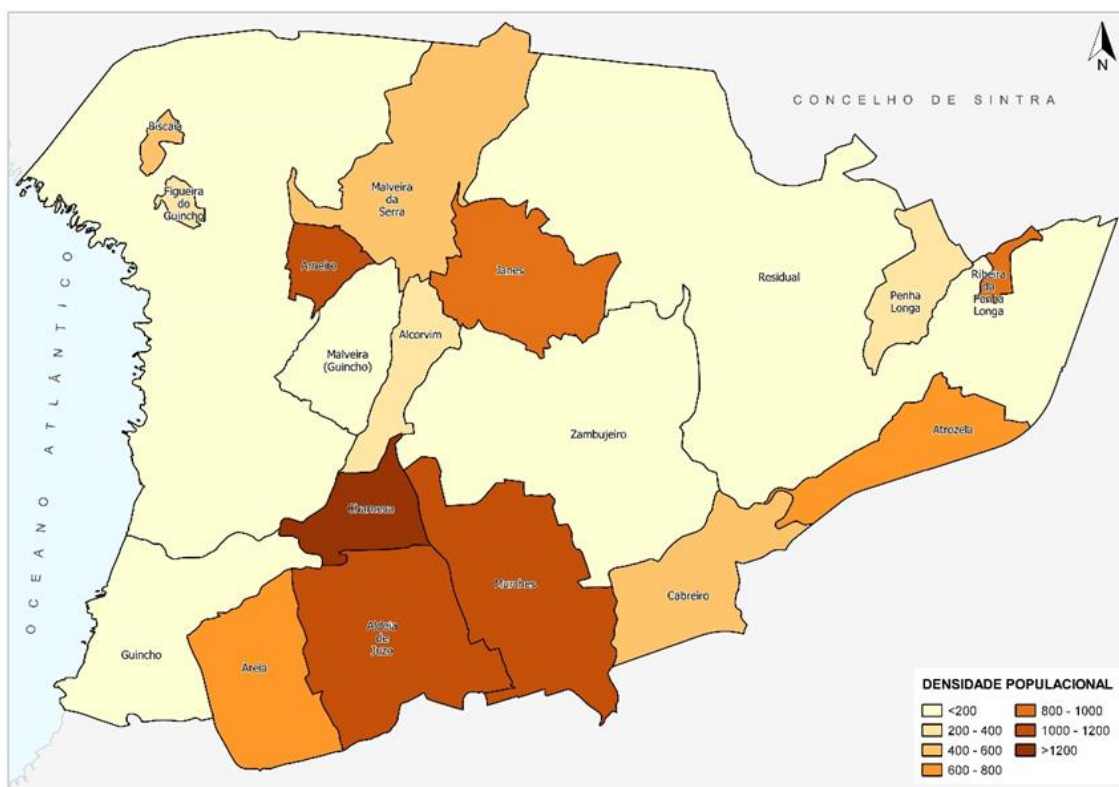 N
CONCELHO DE SINTRA
OCEANO ATLÂNTICO
Biscaia
Figueira
do
Guincho
Malveira
da
Serra
Arneiro
Janes
Residual
Penha
Longa
Ribeira
da
Penha
Longa
Alcorvim
Malveira
(Guincho)
Zambujeiro
Atrozela
Charneca
Murches
Cabreiro
Aldeia
de
Juzo
Guincho
Areia
DENSIDADE POPULACIONAL
<200
200 - 400
400 - 600
600 - 800
800 - 1000
1000 - 1200
>1200